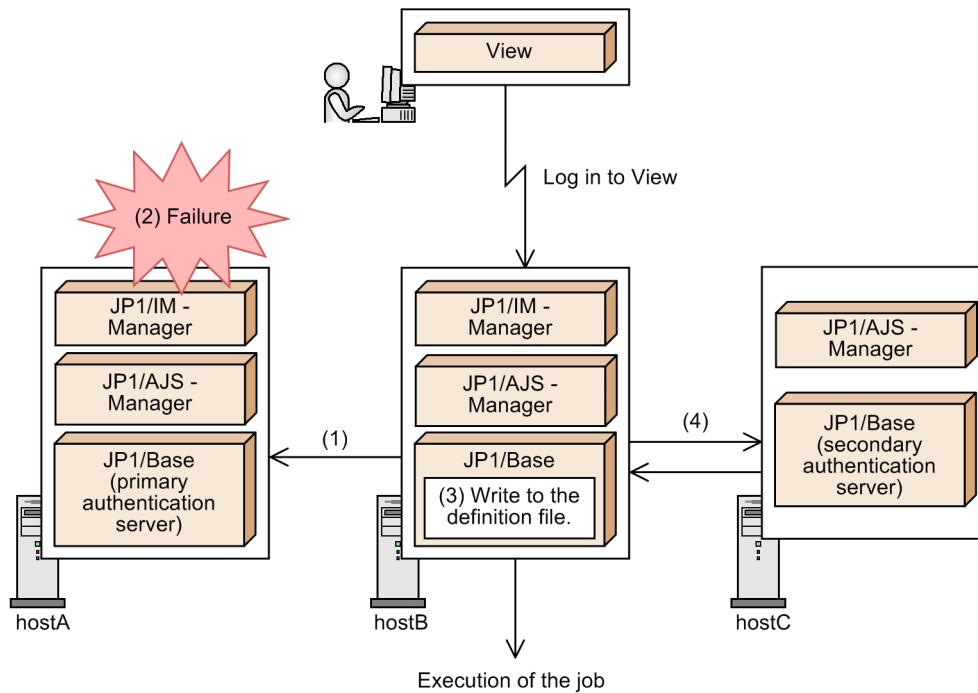 View
Log in to View
(2) Failure
JP1/IM -
Manager
JP1/AJS -
Manager
JP1/Base
(primary
authentication
server)
hostA
(1)
JP1/IM -
Manager
JP1/AJS -
Manager
JP1/Base
(3) Write to the
definition file.
hostB
(4)
JP1/AJS -
Manager
JP1/Base
(secondary
authentication
server)
hostC
Execution of the job